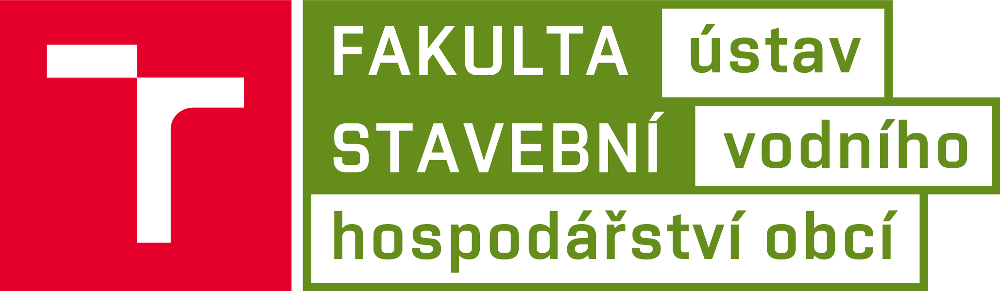 FAKULTA ústav
STAVEBNÍ vodního
hospodářství obcí